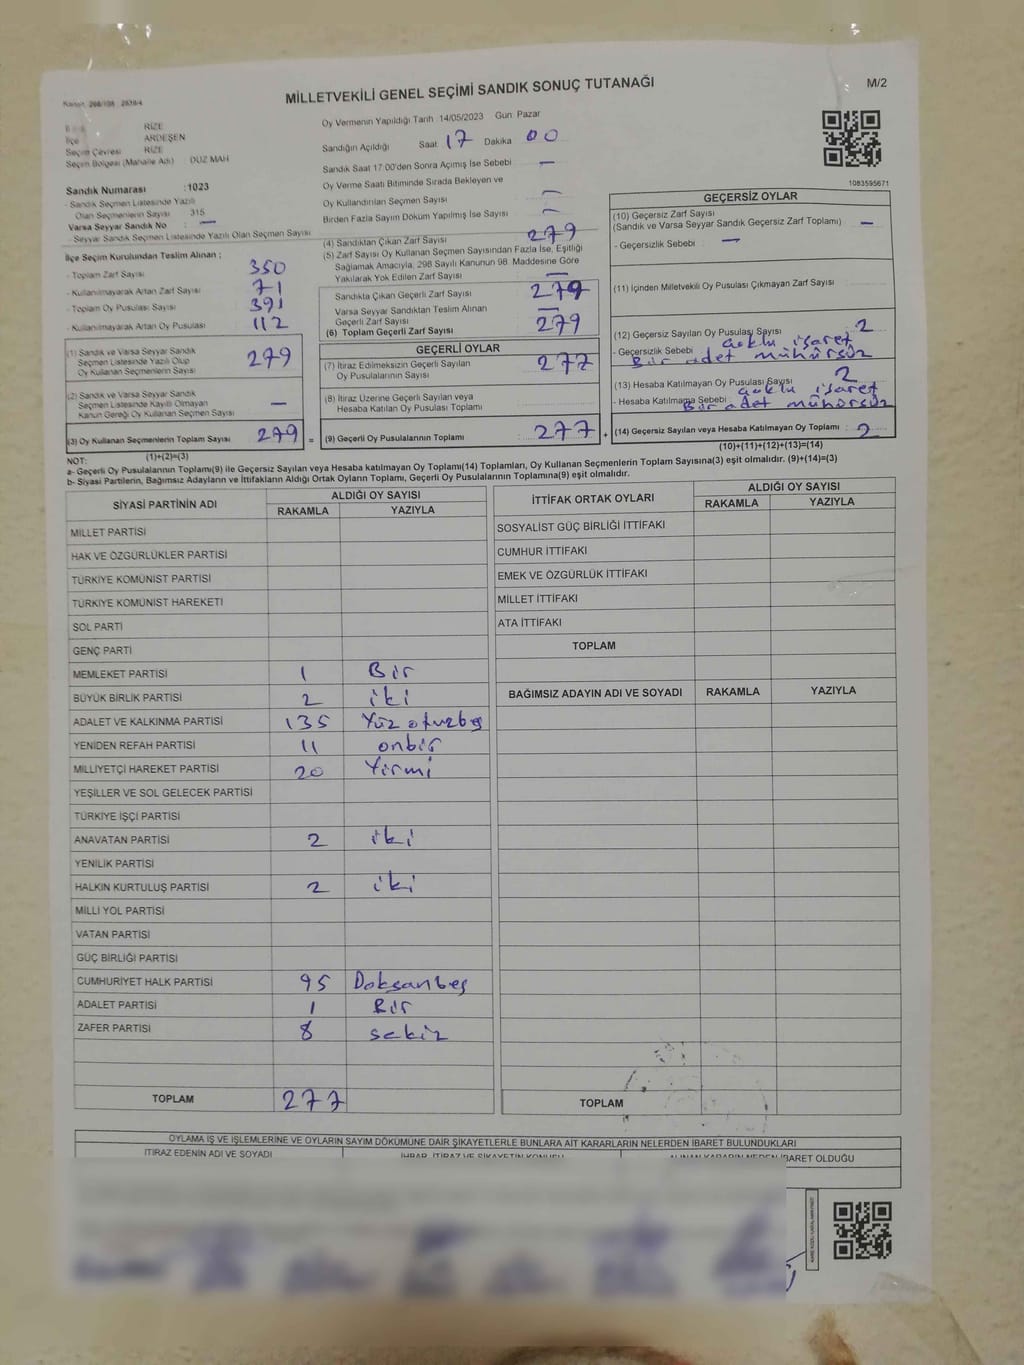 MİLLETVEKİLİ GENEL SEÇİMİ SANDIK SONUÇ TUTANAĞI
M/2
İlçe
Seçim Çevresi
Seçim Bölgesi (Mahalle Adı)
RİZE
ARDEŞEN
RİZE
DÜZ MAH
Sandık Numarası :1023
- Sandık Seçmen Listesinde Yazılı
Olan Seçmenlerin Sayısı 315
Varsa Seyyar Sandık No —
- Seyyar Sandık Seçmen Listesinde Yazılı Olan Seçmen Sayısı
Oy Vermenin Yapıldığı Tarih :14/05/2023 Gün: Pazar
Sandığın Açıldığı Saat 17 Dakika 00
Sandık Saat 17:00'den Sonra Açılmış İse Sebebi —
Oy Verme Saati Bitiminde Sırada Bekleyen ve
Oy Kullandırılan Seçmen Sayısı —
Birden Fazla Sayım Döküm Yapılmış İse Sayısı —
1083595671
İlçe Seçim Kurulundan Teslim Alınan ;
- Toplam Zarf Sayısı 350
- Kullanılmayarak Artan Zarf Sayısı 71
- Toplam Oy Pusulası Sayısı 391
- Kullanılmayarak Artan Oy Pusulası 112
(1) Sandık ve Varsa Seyyar Sandık
Seçmen Listesinde Yazılı Olup
Oy Kullanan Seçmenlerin Sayısı 279
(2) Sandık ve Varsa Seyyar Sandık
Seçmen Listesinde Kayıtlı Olmayan
Kanun Gereği Oy Kullanan Seçmen Sayısı —
(3) Oy Kullanan Seçmenlerin Toplam Sayısı 279
(1)+(2)=(3)
(4) Sandıktan Çıkan Zarf Sayısı 279
(5) Zarf Sayısı Oy Kullanan Seçmen Sayısından Fazla İse, Eşitliği
Sağlamak Amacıyla, 298 Sayılı Kanunun 98. Maddesine Göre
Yakılarak Yok Edilen Zarf Sayısı —
Sandıkta Çıkan Geçerli Zarf Sayısı 279
Varsa Seyyar Sandıktan Teslim Alınan
Geçerli Zarf Sayısı —
(6) Toplam Geçerli Zarf Sayısı 279
GEÇERLİ OYLAR
(7) İtiraz Edilmeksizin Geçerli Sayılan
Oy Pusulalarının Sayısı 277
(8) İtiraz Üzerine Geçerli Sayılan veya
Hesaba Katılan Oy Pusulası Toplamı
= (9) Geçerli Oy Pusulalarının Toplamı 277
GEÇERSİZ OYLAR
(10) Geçersiz Zarf Sayısı
(Sandık ve Varsa Seyyar Sandık Geçersiz Zarf Toplamı) —
- Geçersizlik Sebebi : —
(11) İçinden Milletvekili Oy Pusulası Çıkmayan Zarf Sayısı
(12) Geçersiz Sayılan Oy Pusulası Sayısı 2
- Geçersizlik Sebebi çoklu işaret
Bir adet mühürsüz
(13) Hesaba Katılmayan Oy Pusulası Sayısı 2
- Hesaba Katılmama Sebebi çoklu işaret
Bir adet mühürsüz
+ (14) Geçersiz Sayılan veya Hesaba Katılmayan Oy Toplamı : 2
(10)+(11)+(12)+(13)=(14)
NOT:
a- Geçerli Oy Pusulalarının Toplamı(9) ile Geçersiz Sayılan veya Hesaba katılmayan Oy Toplamı(14) Toplamları, Oy Kullanan Seçmenlerin Toplam Sayısına(3) eşit olmalıdır. (9)+(14)=(3)
b- Siyasi Partilerin, Bağımsız Adayların ve İttifakların Aldığı Ortak Oyların Toplamı, Geçerli Oy Pusulalarının Toplamına(9) eşit olmalıdır.
SİYASİ PARTİNİN ADI
ALDIĞI OY SAYISI
RAKAMLA YAZIYLA
MİLLET PARTİSİ
HAK VE ÖZGÜRLÜKLER PARTİSİ
TÜRKİYE KOMÜNİST PARTİSİ
TÜRKİYE KOMÜNİST HAREKETİ
SOL PARTİ
GENÇ PARTİ
MEMLEKET PARTİSİ 1 Bir
BÜYÜK BİRLİK PARTİSİ 2 iki
ADALET VE KALKINMA PARTİSİ 135 Yüz otuzbeş
YENİDEN REFAH PARTİSİ 11 onbir
MİLLİYETÇİ HAREKET PARTİSİ 20 Yirmi
YEŞİLLER VE SOL GELECEK PARTİSİ
TÜRKİYE İŞÇİ PARTİSİ
ANAVATAN PARTİSİ 2 iki
YENİLİK PARTİSİ
HALKIN KURTULUŞ PARTİSİ 2 iki
MİLLİ YOL PARTİSİ
VATAN PARTİSİ
GÜÇ BİRLİĞİ PARTİSİ
CUMHURİYET HALK PARTİSİ 95 Doksanbeş
ADALET PARTİSİ 1 Bir
ZAFER PARTİSİ 8 sekiz
TOPLAM 277
İTTİFAK ORTAK OYLARI
ALDIĞI OY SAYISI
RAKAMLA YAZIYLA
SOSYALİST GÜÇ BİRLİĞİ İTTİFAKI
CUMHUR İTTİFAKI
EMEK VE ÖZGÜRLÜK İTTİFAKI
MİLLET İTTİFAKI
ATA İTTİFAKI
TOPLAM
BAĞIMSIZ ADAYIN ADI VE SOYADI RAKAMLA YAZIYLA
TOPLAM
OYLAMA İŞ VE İŞLEMLERİNE VE OYLARIN SAYIM DÖKÜMÜNE DAİR ŞİKAYETLERLE BUNLARA AİT KARARLARIN NELERDEN İBARET BULUNDUKLARI
İTİRAZ EDENİN ADI VE SOYADI
İBARET OLDUĞU